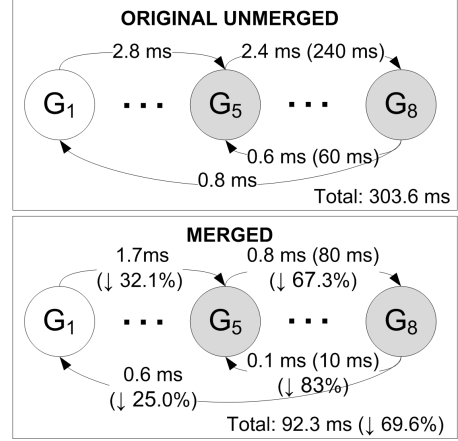 ORIGINAL UNMERGED
2.8 ms
2.4 ms (240 ms)
G1 ... G5 ... G8
0.6 ms (60 ms)
0.8 ms
Total: 303.6 ms
MERGED
1.7ms
(↓ 32.1%)
0.8 ms (80 ms)
(↓ 67.3%)
G1 ... G5 ... G8
0.1 ms (10 ms)
(↓ 83%)
0.6 ms
(↓ 25.0%)
Total: 92.3 ms (↓ 69.6%)